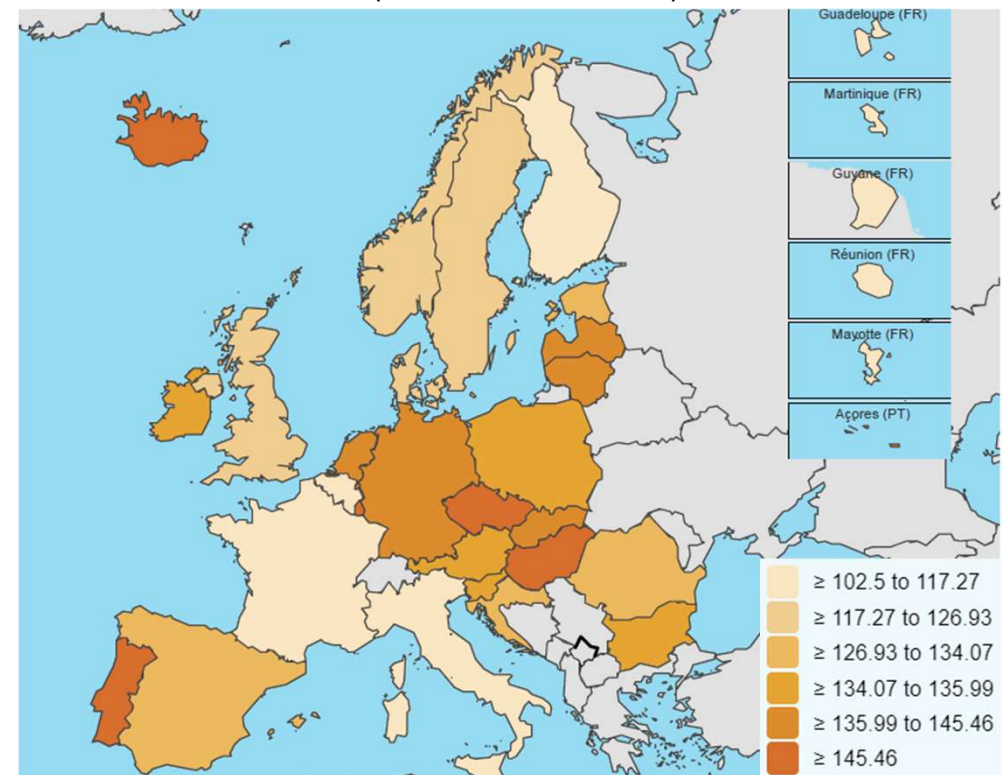 Guadeloupe (FR)
Martinique (FR)
Guyane (FR)
Réunion (FR)
Mayotte (FR)
Açores (PT)
≥ 102.5 to 117.27
≥ 117.27 to 126.93
≥ 126.93 to 134.07
≥ 134.07 to 135.99
≥ 135.99 to 145.46
≥ 145.46